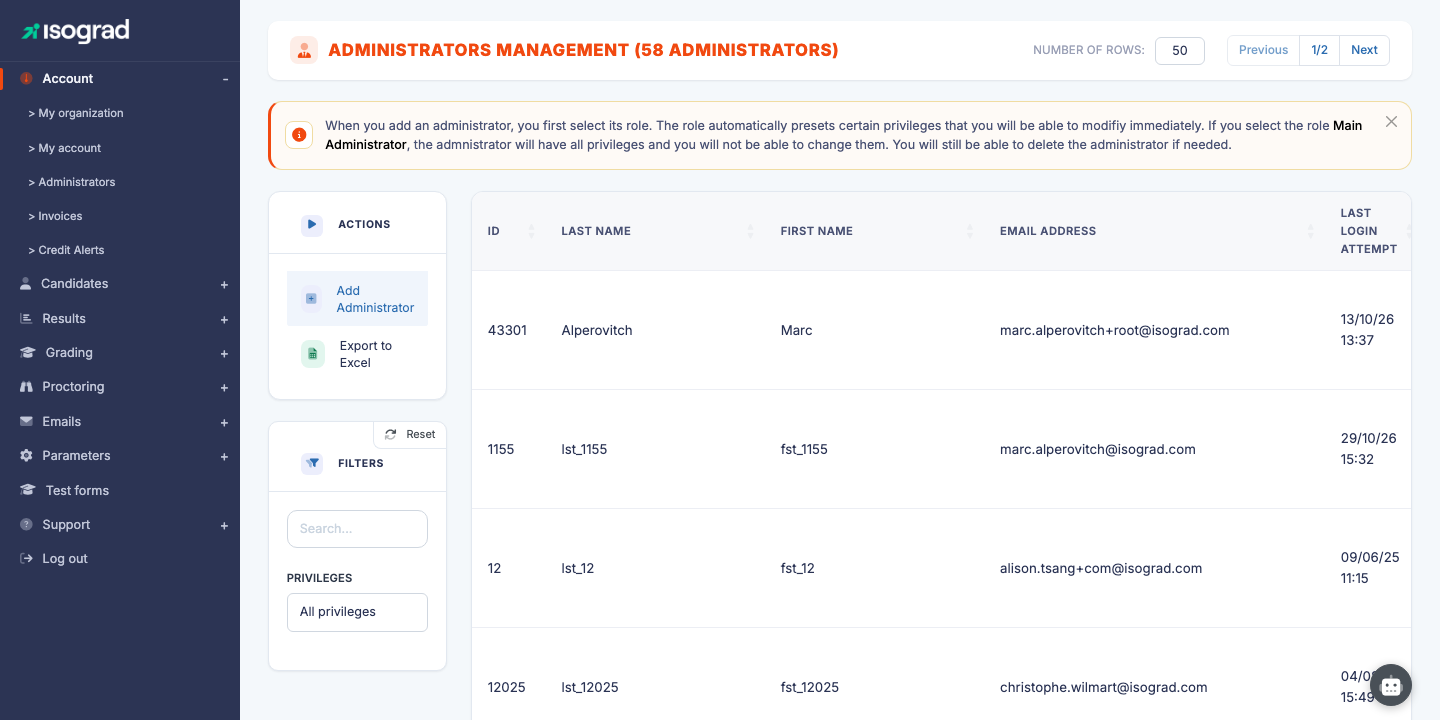 isograd
Account
-
> My organization
> My account
> Administrators
> Invoices
> Credit Alerts
Candidates
+
Results
+
Grading
+
Proctoring
+
Emails
+
Parameters
+
Test forms
Support
+
Log out
ADMINISTRATORS MANAGEMENT (58 ADMINISTRATORS)
NUMBER OF ROWS:
50
Previous
1/2
Next
When you add an administrator, you first select its role. The role automatically presets certain privileges that you will be able to modifiy immediately. If you select the role Main
Administrator, the admnistrator will have all privileges and you will not be able to change them. You will still be able to delete the administrator if needed.
ACTIONS
Add
Administrator
Export to
Excel
Reset
FILTERS
Search...
PRIVILEGES
All privileges
ID
LAST NAME
FIRST NAME
EMAIL ADDRESS
LAST
LOGIN
ATTEMPT
43301
Alperovitch
Marc
marc.alperovitch+root@isograd.com
13/10/26
13:37
1155
lst_1155
fst_1155
marc.alperovitch@isograd.com
29/10/26
15:32
12
lst_12
fst_12
alison.tsang+com@isograd.com
09/06/25
11:15
12025
lst_12025
fst_12025
christophe.wilmart@isograd.com
15:49